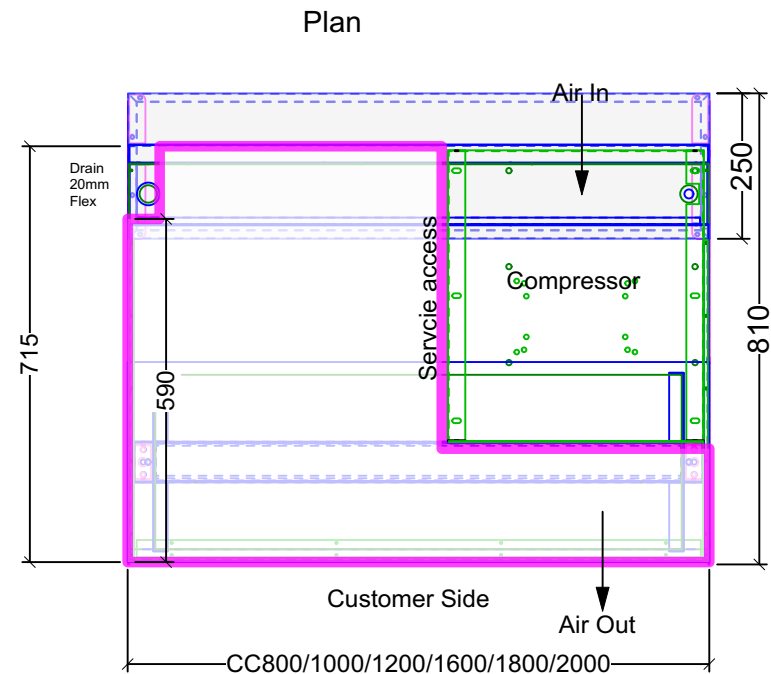 Plan
Air In
Drain
20mm
Flex
250
Servcie access
Compressor
715
810
590
Customer Side
Air Out
CC800/1000/1200/1600/1800/2000